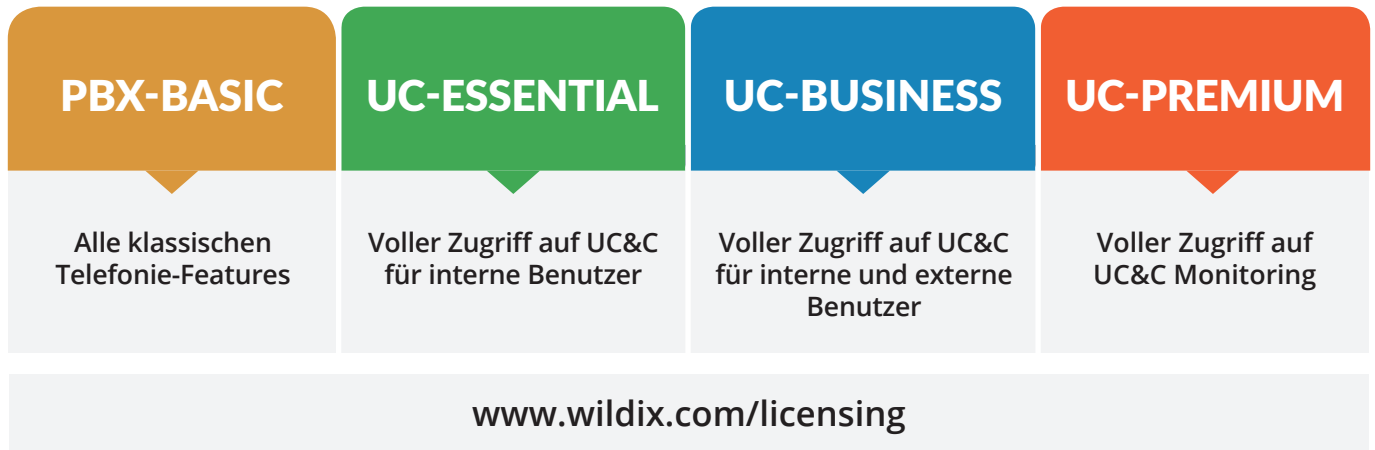 PBX-BASIC
Alle klassischen
Telefonie-Features
UC-ESSENTIAL
Voller Zugriff auf UC&C
für interne Benutzer
UC-BUSINESS
Voller Zugriff auf UC&C
für interne und externe
Benutzer
UC-PREMIUM
Voller Zugriff auf
UC&C Monitoring
www.wildix.com/licensing